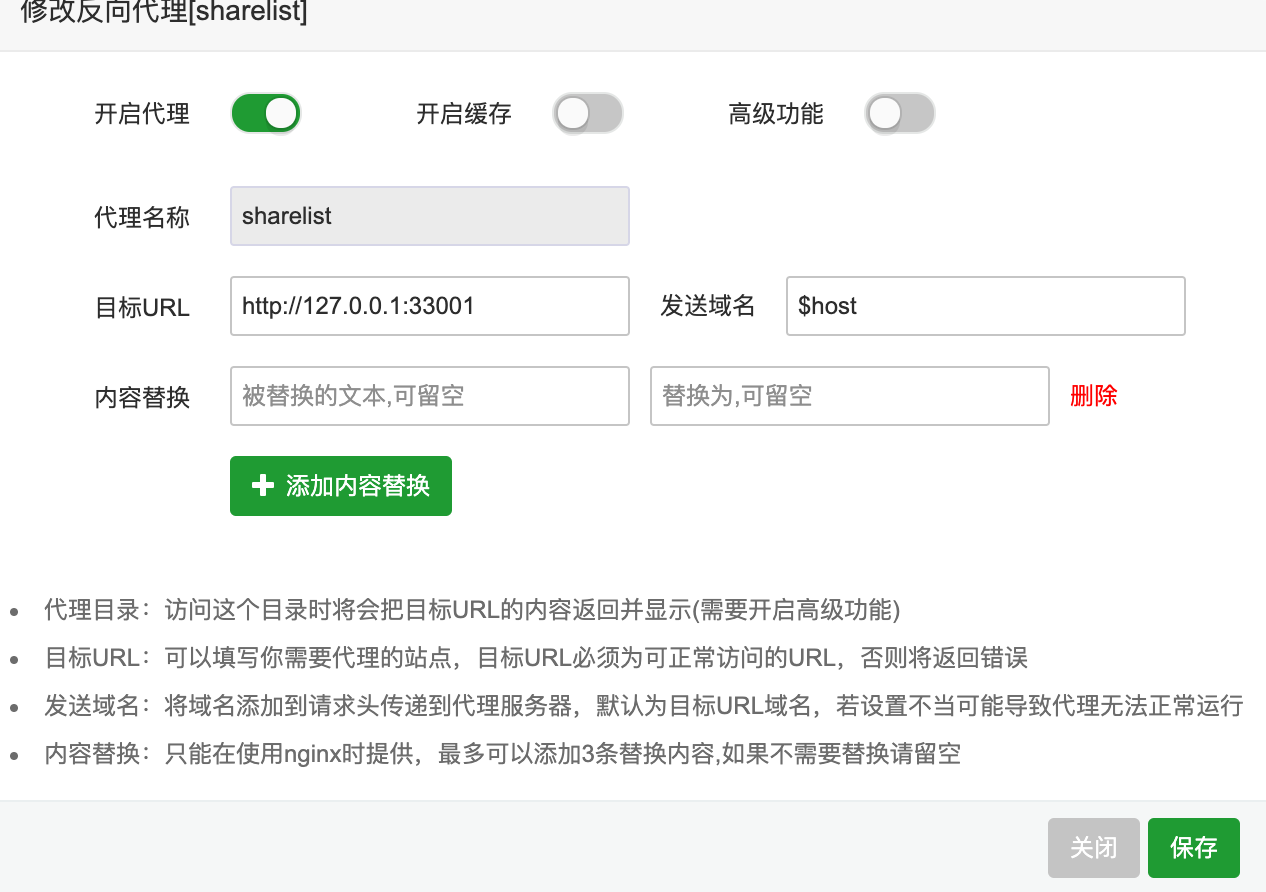 修改反向代理[sharelist]
开启代理 开启缓存 高级功能
代理名称 sharelist
目标URL http://127.0.0.1:33001 发送域名 $host
内容替换 被替换的文本,可留空 替换为,可留空 删除
添加内容替换
代理目录：访问这个目录时将会把目标URL的内容返回并显示(需要开启高级功能)
目标URL：可以填写你需要代理的站点，目标URL必须为可正常访问的URL，否则将返回错误
发送域名：将域名添加到请求头传递到代理服务器，默认为目标URL域名，若设置不当可能导致代理无法正常运行
内容替换：只能在使用nginx时提供，最多可以添加3条替换内容,如果不需要替换请留空
关闭 保存